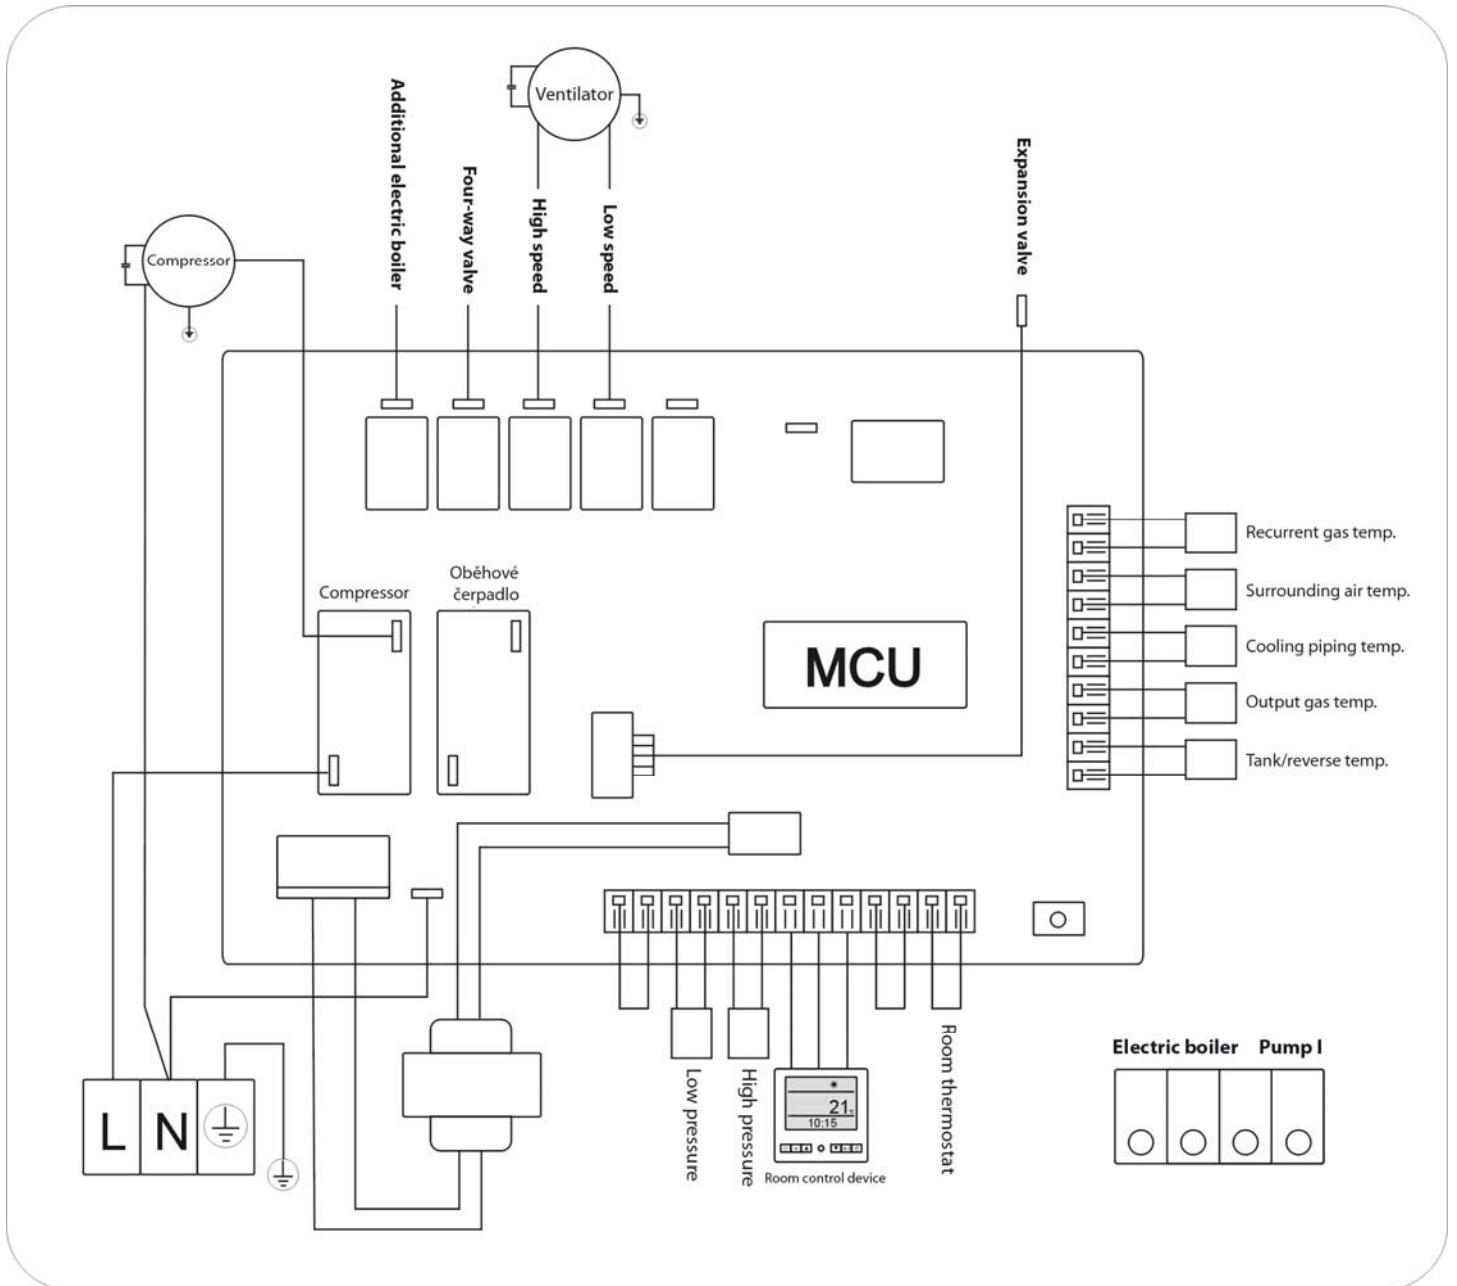 Ventilator
Additional electric boiler
Four-way valve
High speed
Low speed
Expansion valve
Compressor
Recurrent gas temp.
Surrounding air temp.
Cooling piping temp.
Output gas temp.
Tank/reverse temp.
Compressor
Oběhové
čerpadlo
MCU
L N
Low pressure
High pressure
21
10:15
Room control device
Room thermostat
Electric boiler Pump I